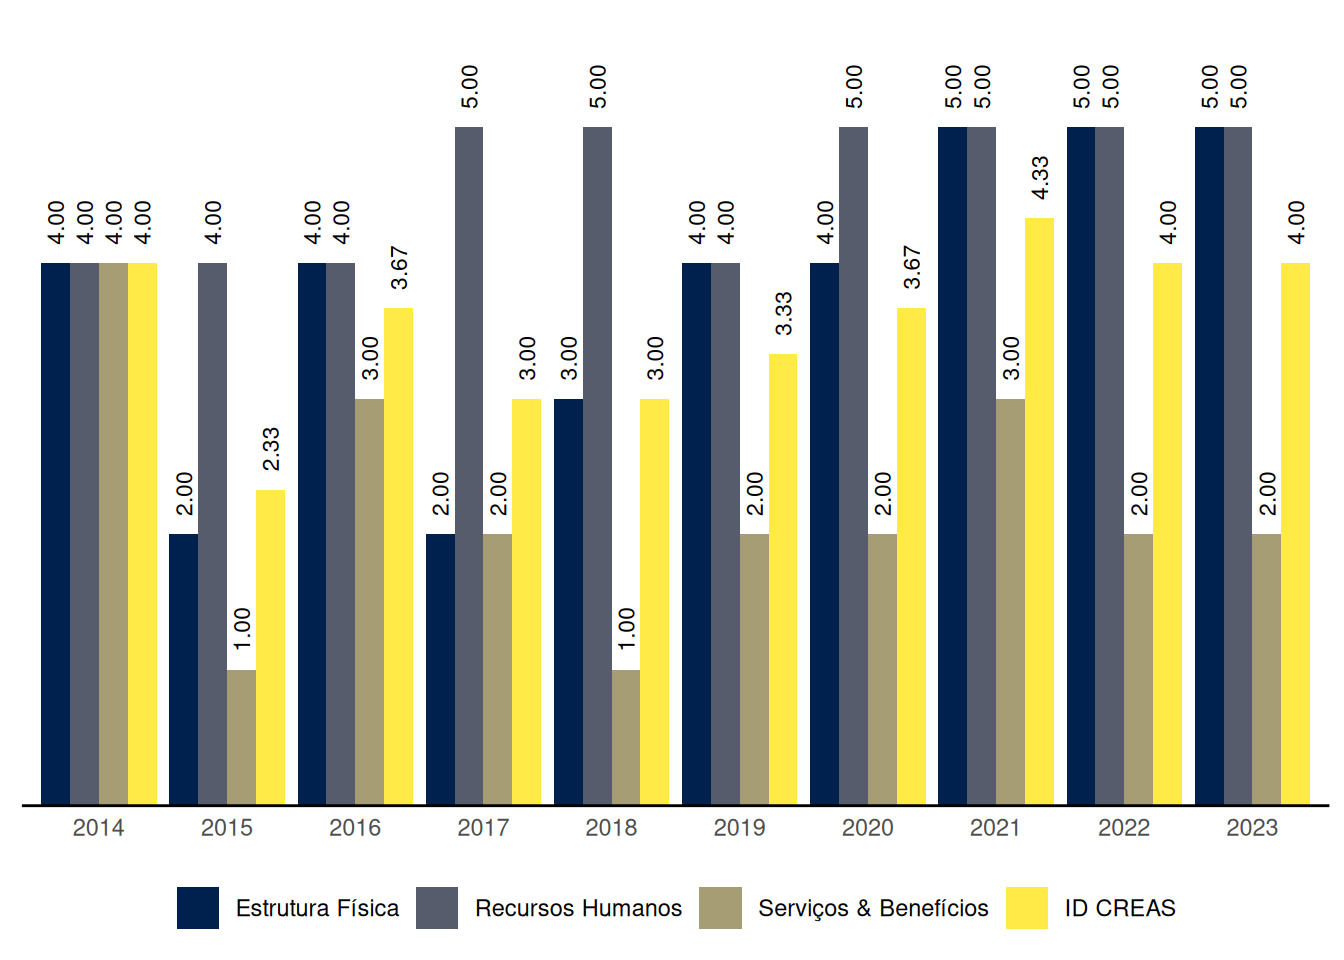 5.00 5.00 5.00 5.00 5.00 5.00 5.00 5.00 5.00
4.33
4.00 4.00 4.00 4.00 4.00 4.00 4.00 4.00 4.00 4.00 4.00 4.00
3.67 3.67
3.33
3.00 3.00 3.00 3.00 3.00
2.33
2.00 2.00 2.00 2.00 2.00 2.00 2.00
1.00 1.00
2014 2015 2016 2017 2018 2019 2020 2021 2022 2023
Estrutura Física Recursos Humanos Serviços & Benefícios ID CREAS